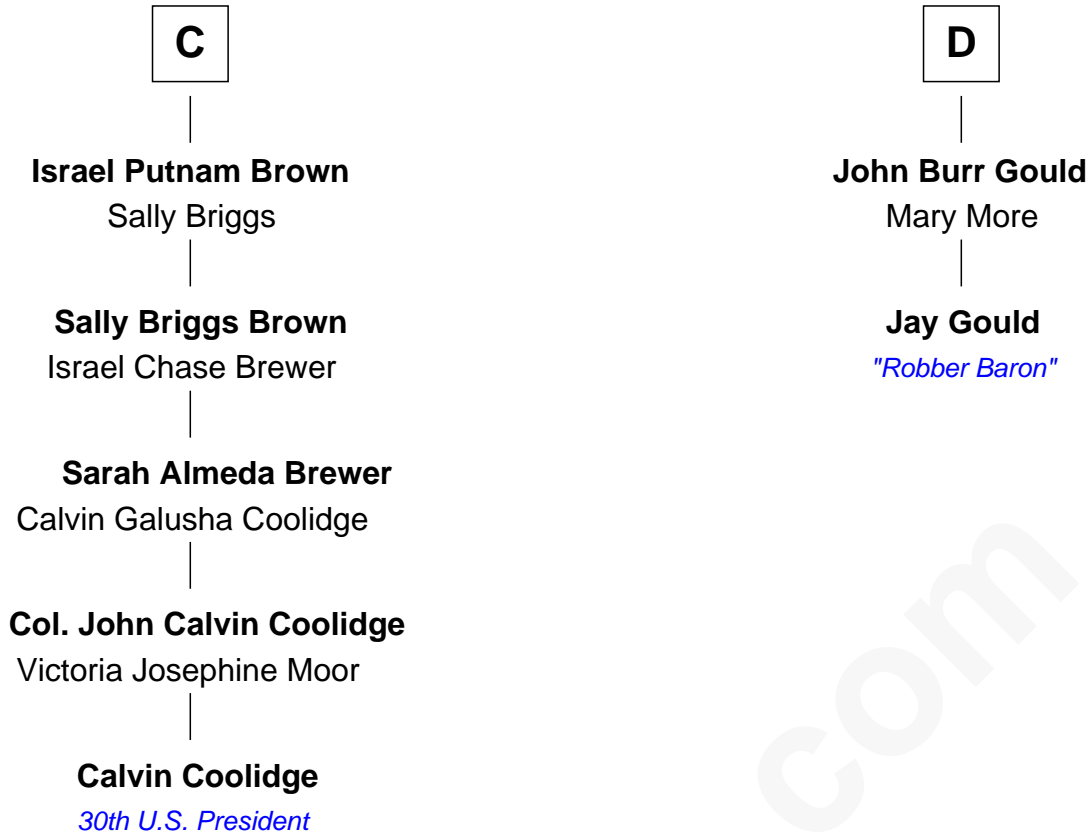 C
Israel Putnam Brown
Sally Briggs
Sally Briggs Brown
Israel Chase Brewer
Sarah Almeda Brewer
Calvin Galusha Coolidge
Col. John Calvin Coolidge
Victoria Josephine Moor
Calvin Coolidge
30th U.S. President
D
John Burr Gould
Mary More
Jay Gould
"Robber Baron"
com